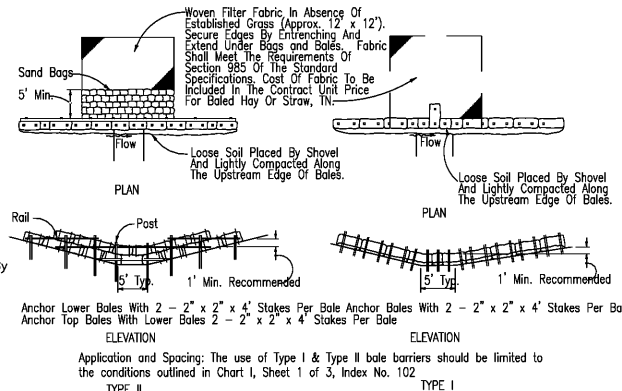 Woven Filter Fabric In Absence Of
Established Grass (Approx. 12' x 12').
Secure Edges By Entrenching And
Extend Under Bags and Bales. Fabric
Shall Meet The Requirements Of
Section 985 Of The Standard
Specifications. Cost Of Fabric To Be
Included In The Contract Unit Price
For Baled Hay Or Straw, TN.
Sand Bags
5' Min.
Flow
Loose Soil Placed By Shovel
And Lightly Compacted Along
The Upstream Edge Of Bales.
PLAN
Flow
Loose Soil Placed By Shovel
And Lightly Compacted Along
The Upstream Edge Of Bales.
PLAN
Rail
Post
By
5' Typ.
1' Min. Recommended
5' Typ.
1' Min. Recommended
Anchor Lower Bales With 2 - 2" x 2" x 4' Stakes Per Bale
Anchor Top Bales With Lower Bales 2 - 2" x 2" x 4' Stakes Per Bale
ELEVATION
Anchor Bales With 2 - 2" x 2" x 4' Stakes Per Ba
ELEVATION
Application and Spacing: The use of Type I & Type II bale barriers should be limited to
the conditions outlined in Chart I, Sheet 1 of 3, Index No. 102
TYPE II
TYPE I